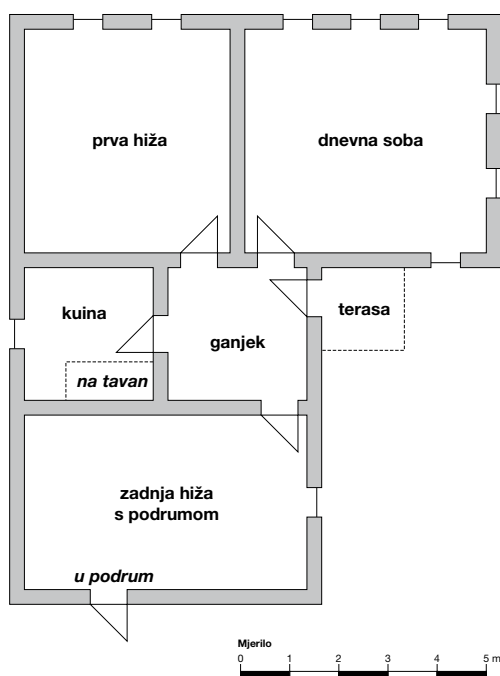 prva hiža
dnevna soba
kuina
ganjek
terasa
na tavan
zadnja hiža
s podrumom
u podrum
Mjerilo
0 1 2 3 4 5 m